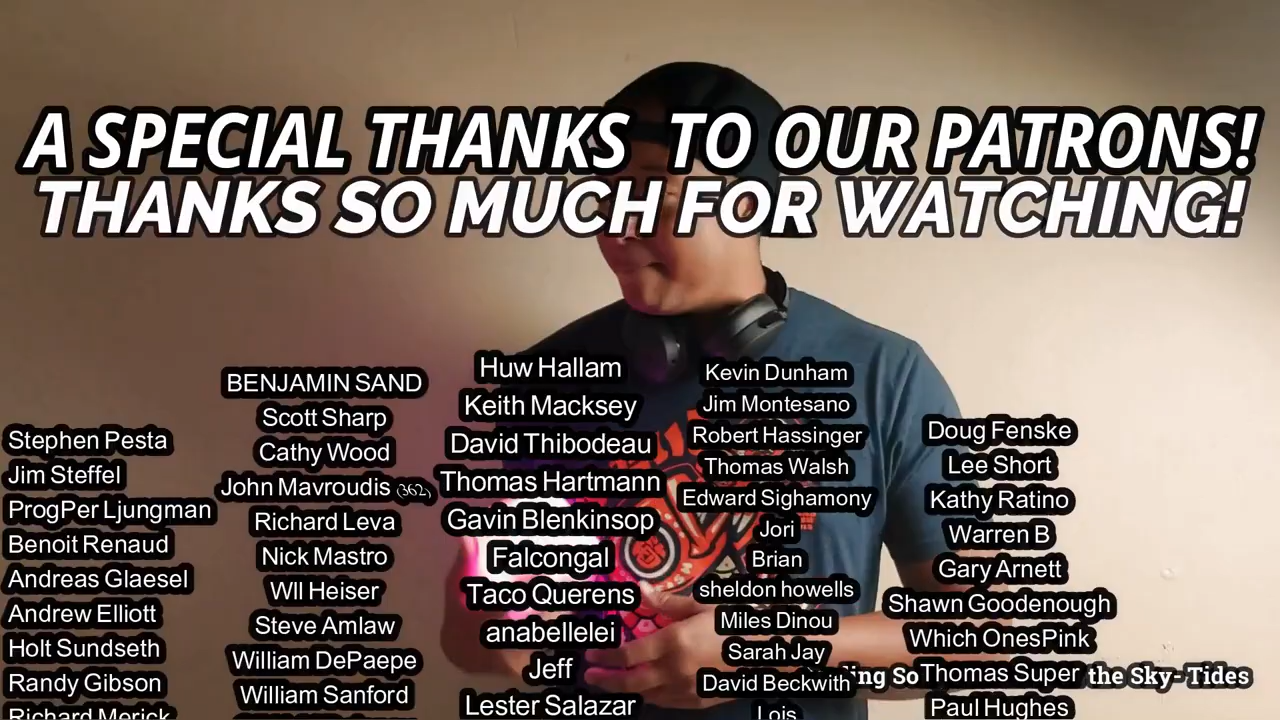 A SPECIAL THANKS TO OUR PATRONS!
THANKS SO MUCH FOR WATCHING!
Stephen Pesta
Jim Steffel
ProgPer Ljungman
Benoit Renaud
Andreas Glaesel
Andrew Elliott
Holt Sundseth
Randy Gibson
Richard Merick
BENJAMIN SAND
Scott Sharp
Cathy Wood
John Mavroudis (362)
Richard Leva
Nick Mastro
WIl Heiser
Steve Amlaw
William DePaepe
William Sanford
Huw Hallam
Keith Macksey
David Thibodeau
Thomas Hartmann
Gavin Blenkinsop
Falcongal
Taco Querens
anabellelei
Jeff
Lester Salazar
Kevin Dunham
Jim Montesano
Robert Hassinger
Thomas Walsh
Edward Sighamony
Jori
Brian
sheldon howells
Miles Dinou
Sarah Jay
David Beckwith
Lois
Doug Fenske
Lee Short
Kathy Ratino
Warren B
Gary Arnett
Shawn Goodenough
Which OnesPink
Thomas Super
Paul Hughes
the Sky- Tides